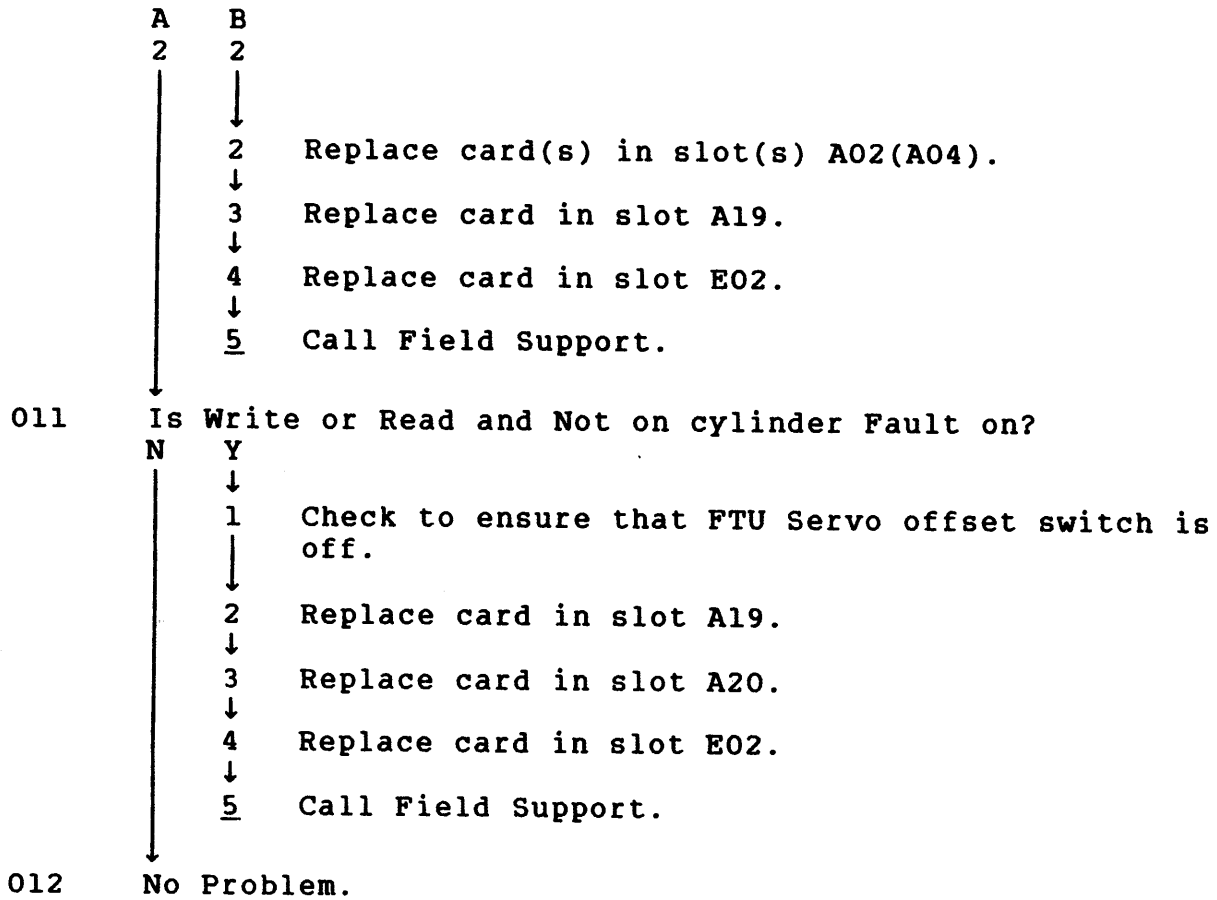 A B
2 2
2 Replace card(s) in slot(s) A02(A04).
3 Replace card in slot A19.
4 Replace card in slot E02.
5 Call Field Support.
011 Is Write or Read and Not on cylinder Fault on?
N Y
1 Check to ensure that FTU Servo offset switch is
off.
2 Replace card in slot A19.
3 Replace card in slot A20.
4 Replace card in slot E02.
5 Call Field Support.
012 No Problem.